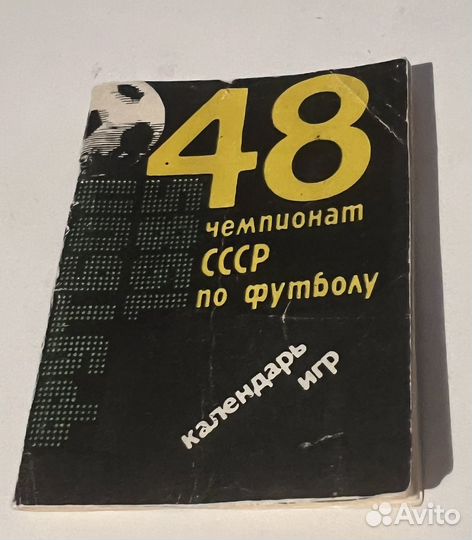 48
чемпионат
СССР
по футболу
календарь
игр
Avito